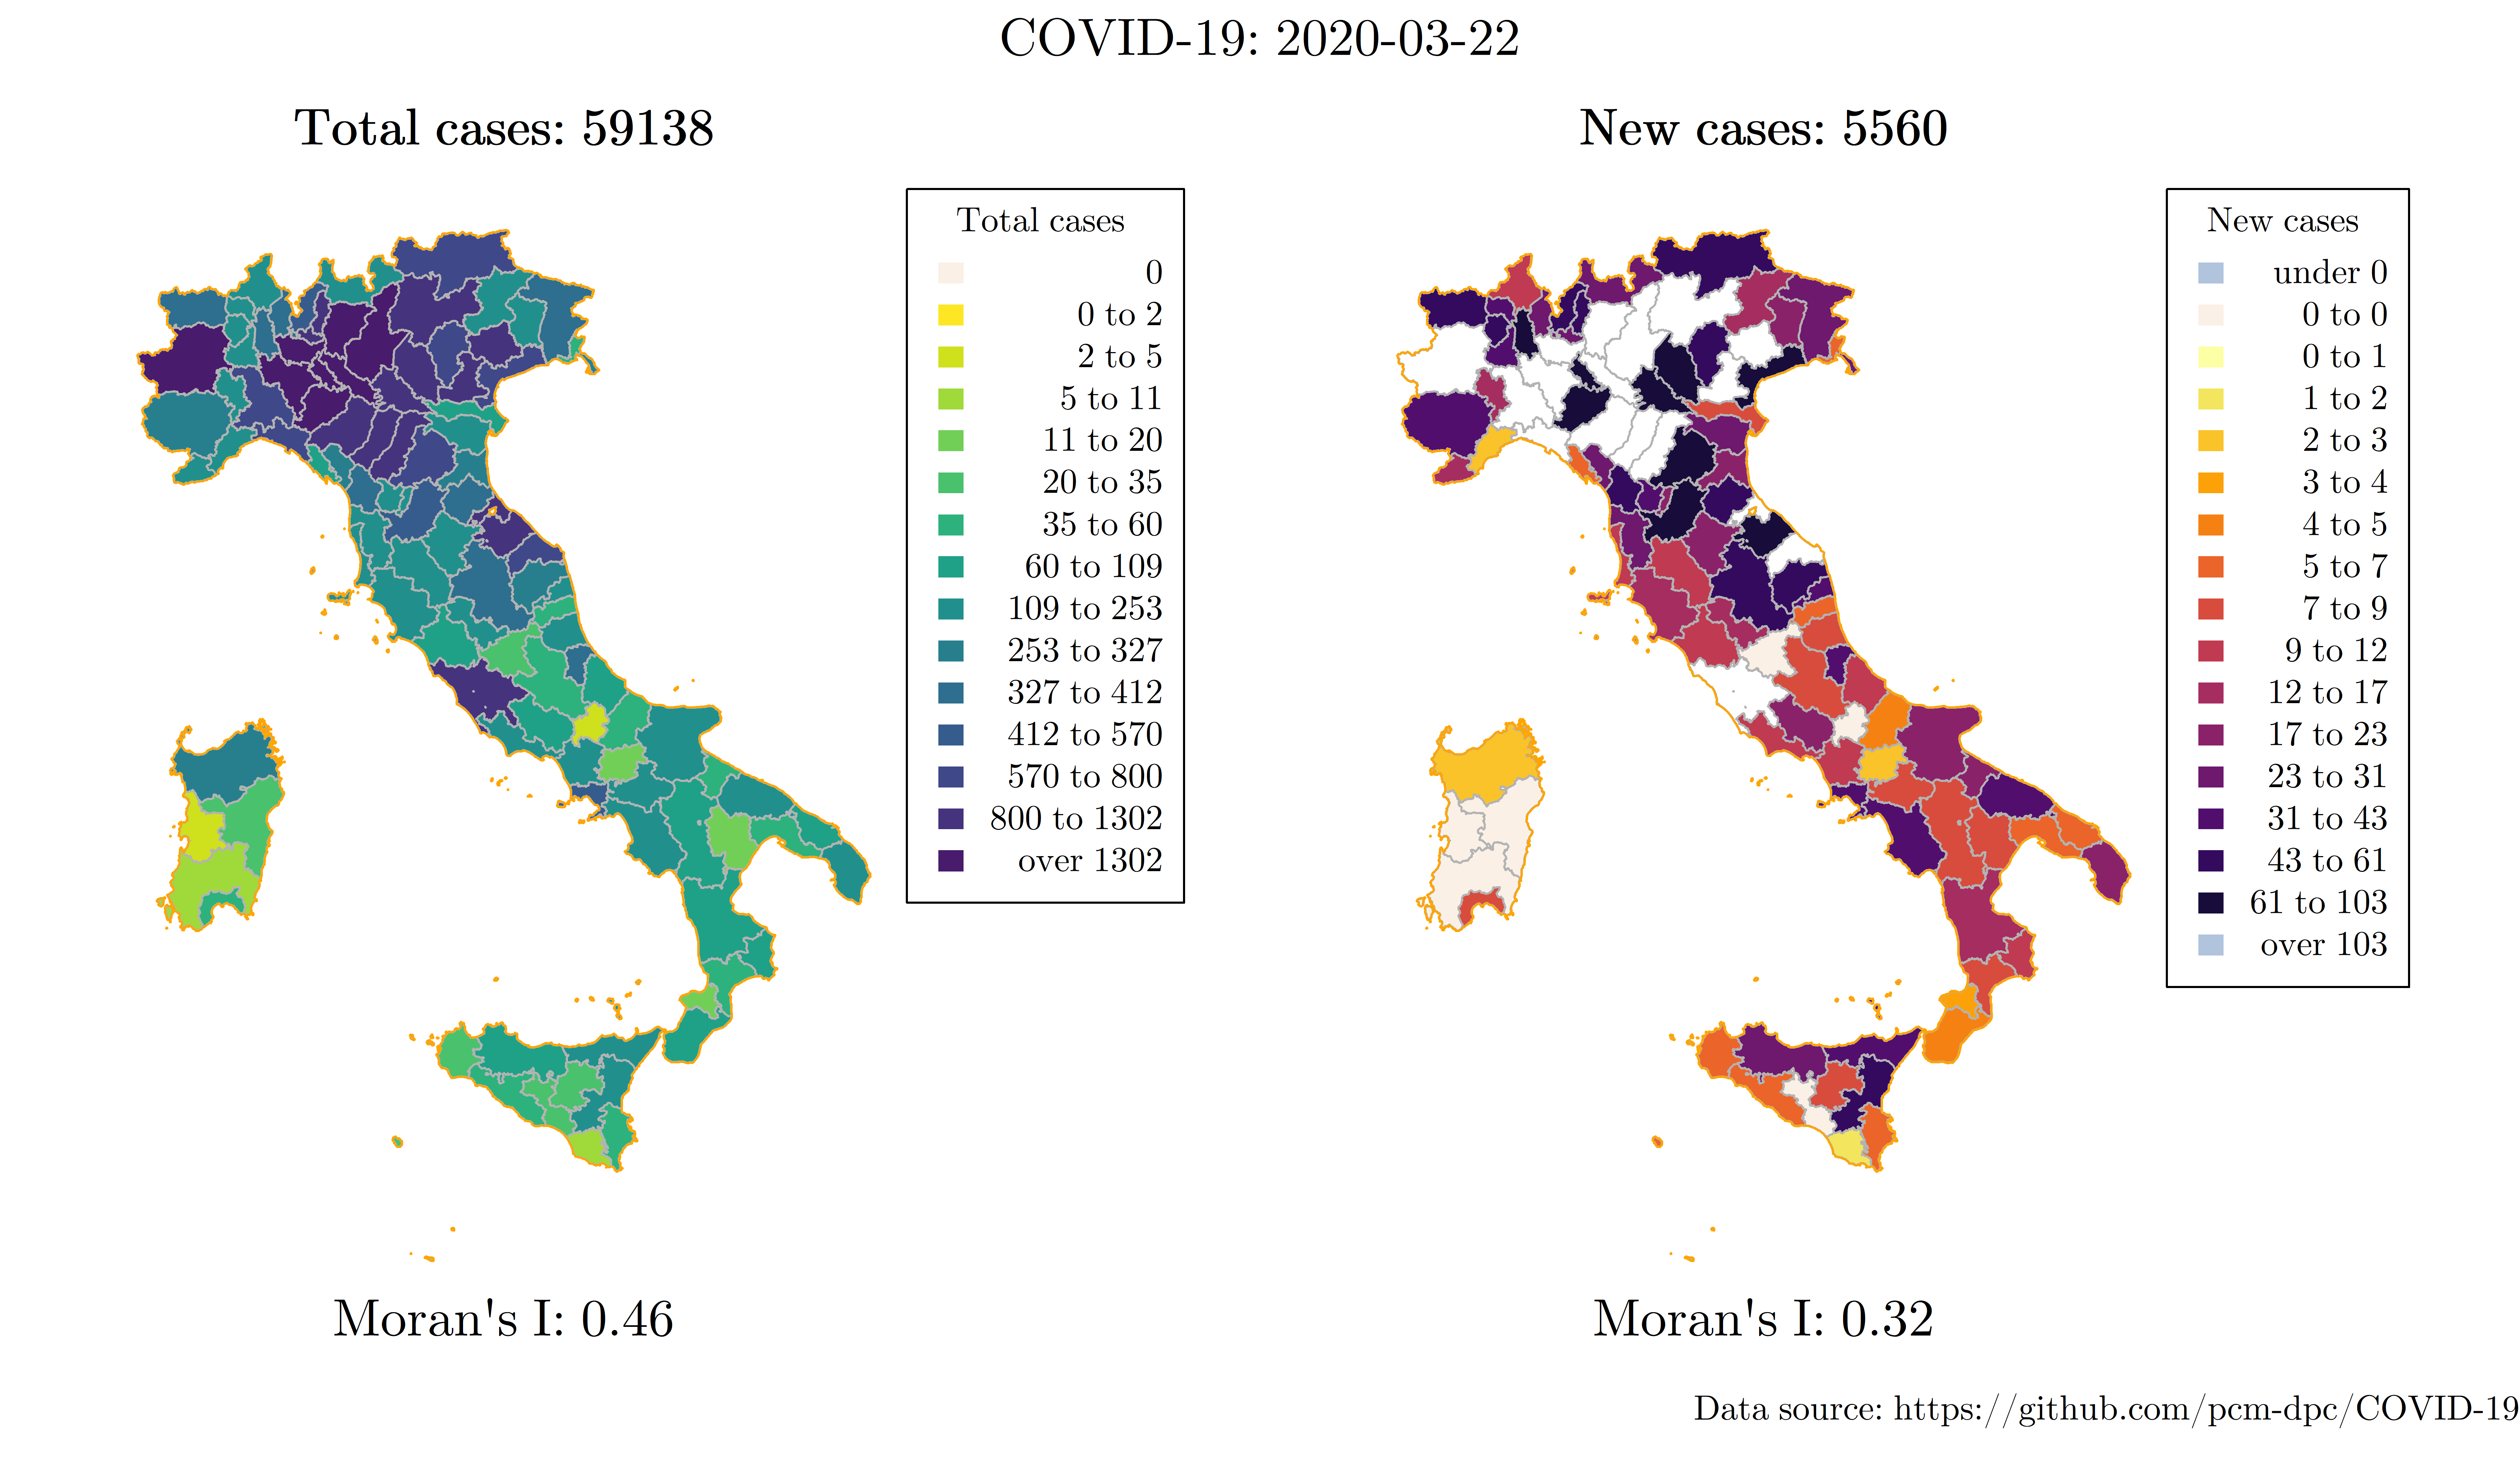 COVID-19: 2020-03-22
Total cases: 59138
Total cases
0
0 to 2
2 to 5
5 to 11
11 to 20
20 to 35
35 to 60
60 to 109
109 to 253
253 to 327
327 to 412
412 to 570
570 to 800
800 to 1302
over 1302
Moran's I: 0.46
New cases: 5560
New cases
under 0
0 to 0
0 to 1
1 to 2
2 to 3
3 to 4
4 to 5
5 to 7
7 to 9
9 to 12
12 to 17
17 to 23
23 to 31
31 to 43
43 to 61
61 to 103
over 103
Moran's I: 0.32
Data source: https://github.com/pcm-dpc/COVID-19